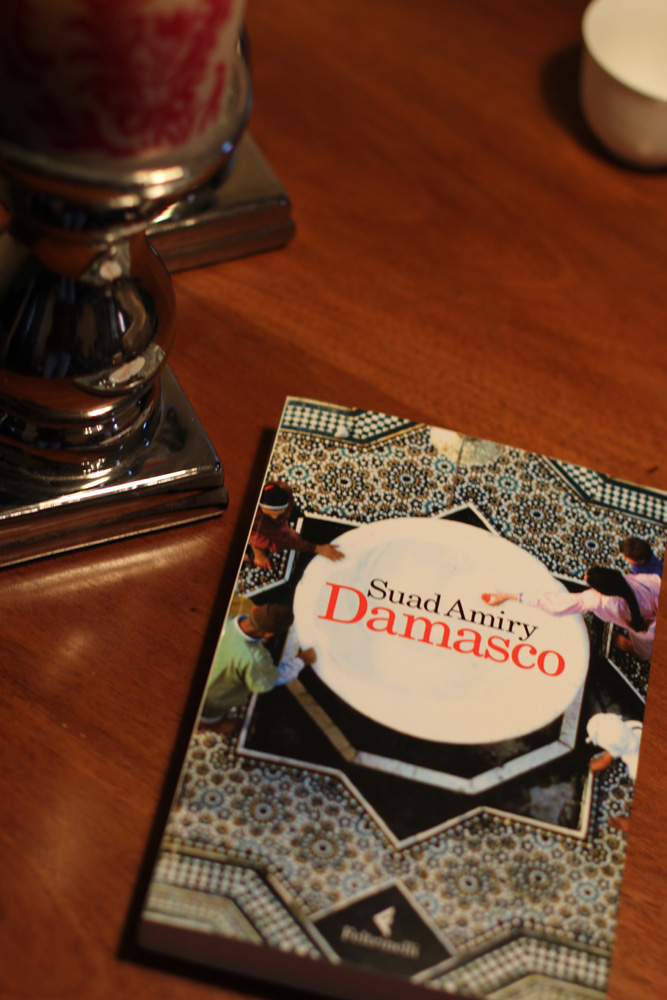 Suad Amiry
Damasco
Feltrinelli